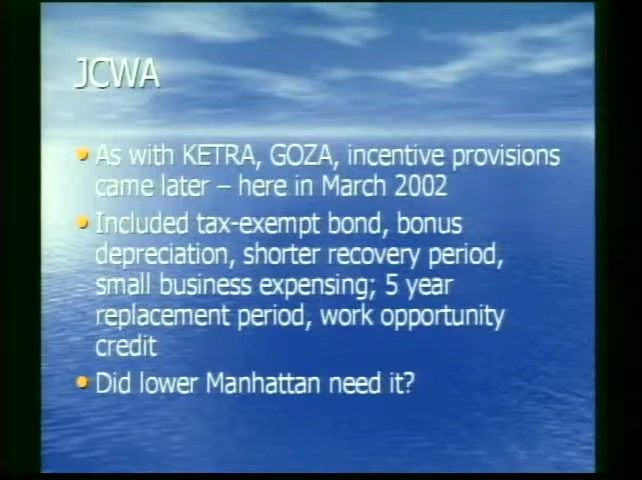 JCWA
• As with KETRA, GOZA, incentive provisions
came later – here in March 2002
• Included tax-exempt bond, bonus
depreciation, shorter recovery period,
small business expensing; 5 year
replacement period, work opportunity
credit
• Did lower Manhattan need it?